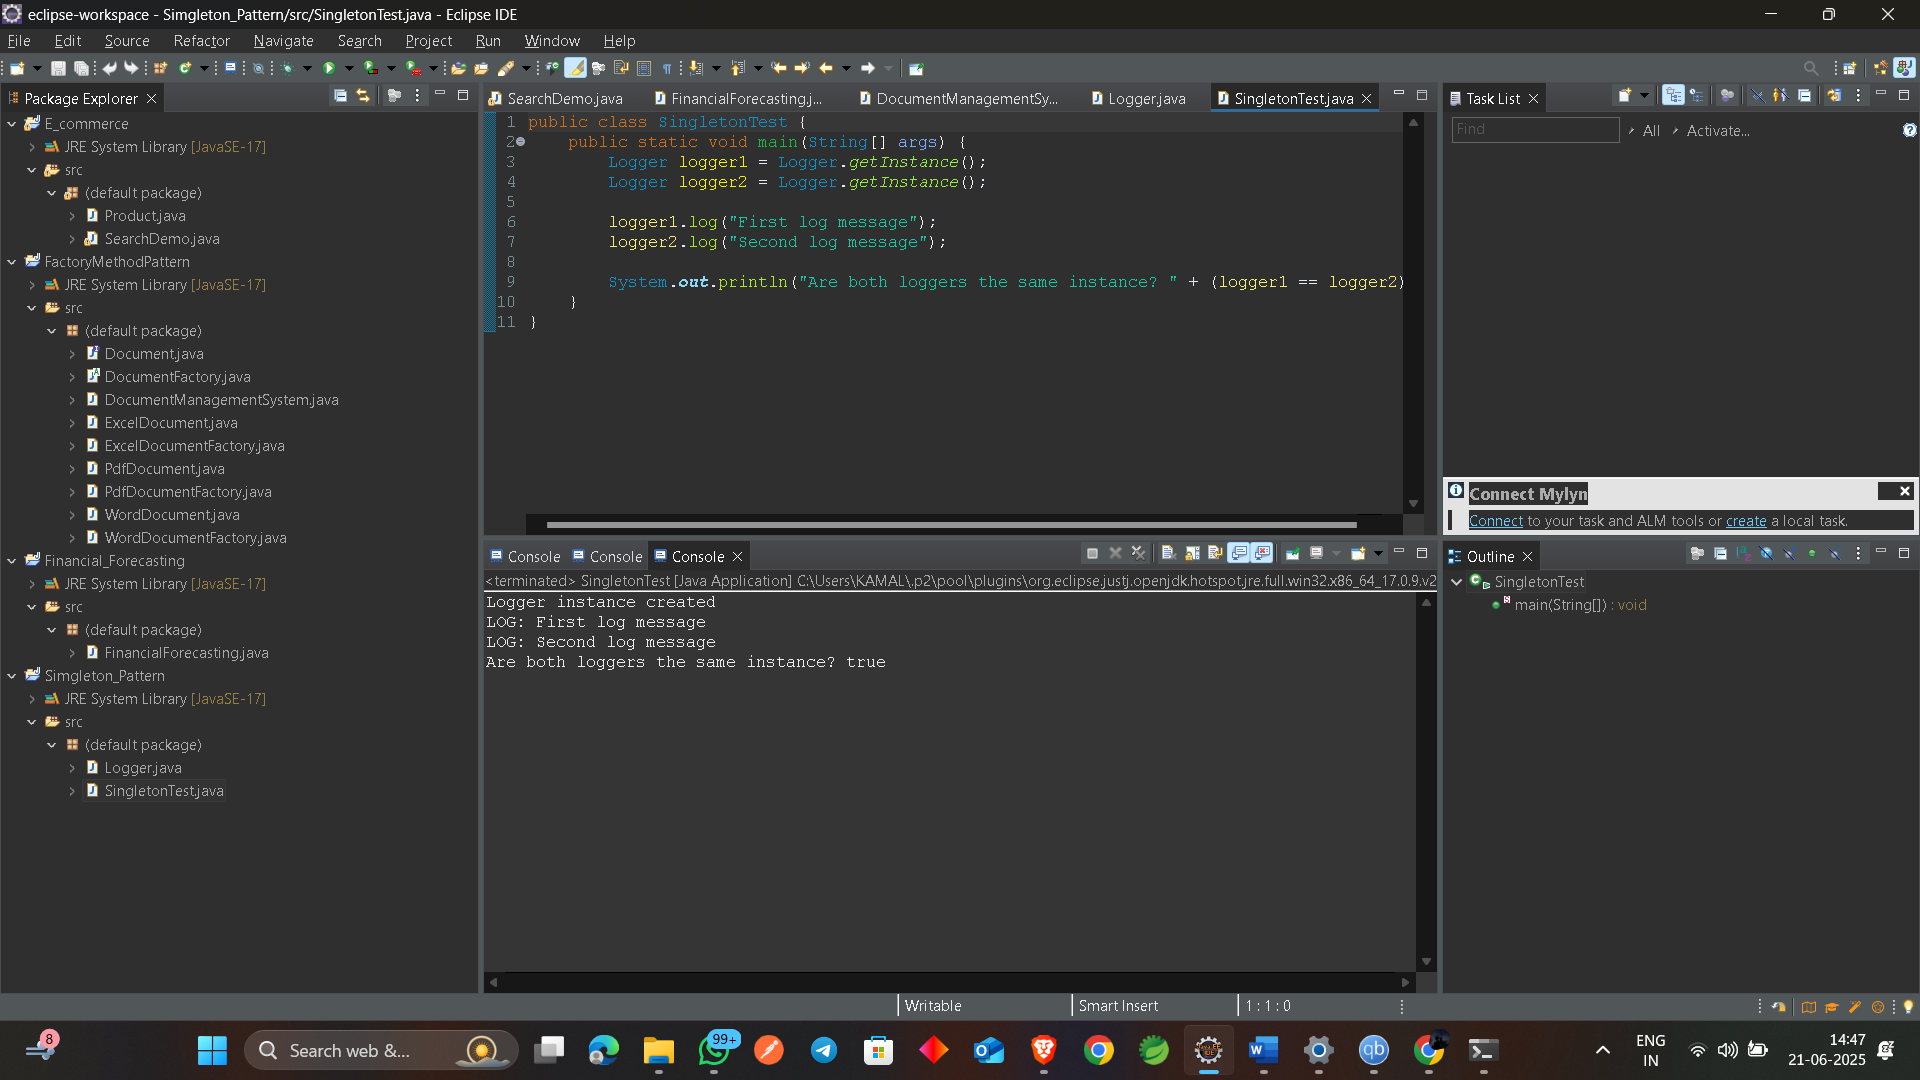 eclipse-workspace - Simgleton_Pattern/src/SingletonTest.java - Eclipse IDE
File Edit Source Refactor Navigate Search Project Run Window Help
Package Explorer
E_commerce
JRE System Library [JavaSE-17]
src
(default package)
Product.java
SearchDemo.java
FactoryMethodPattern
JRE System Library [JavaSE-17]
src
(default package)
Document.java
DocumentFactory.java
DocumentManagementSystem.java
ExcelDocument.java
ExcelDocumentFactory.java
PdfDocument.java
PdfDocumentFactory.java
WordDocument.java
WordDocumentFactory.java
Financial_Forecasting
JRE System Library [JavaSE-17]
src
(default package)
FinancialForecasting.java
Simgleton_Pattern
JRE System Library [JavaSE-17]
src
(default package)
Logger.java
SingletonTest.java
SearchDemo.java FinancialForecasting.j... DocumentManagementSy... Logger.java SingletonTest.java
1 public class SingletonTest {
2 public static void main(String[] args) {
3 Logger logger1 = Logger.getInstance();
4 Logger logger2 = Logger.getInstance();
5
6 logger1.log("First log message");
7 logger2.log("Second log message");
8
9 System.out.println("Are both loggers the same instance? " + (logger1 == logger2)
10 }
11 }
Console Console Console
<terminated> SingletonTest [Java Application] C:\Users\KAMAL\.p2\pool\plugins\org.eclipse.justj.openjdk.hotspot.jre.full.win32.x86_64_17.0.9.v2
Logger instance created
LOG: First log message
LOG: Second log message
Are both loggers the same instance? true
Task List
Find All Activate...
Connect Mylyn
Connect to your task and ALM tools or create a local task.
Outline
SingletonTest
main(String[]) : void
Writable Smart Insert 1 : 1 : 0
8
Search web &...
99+
qb
ENG
IN
14:47
21-06-2025